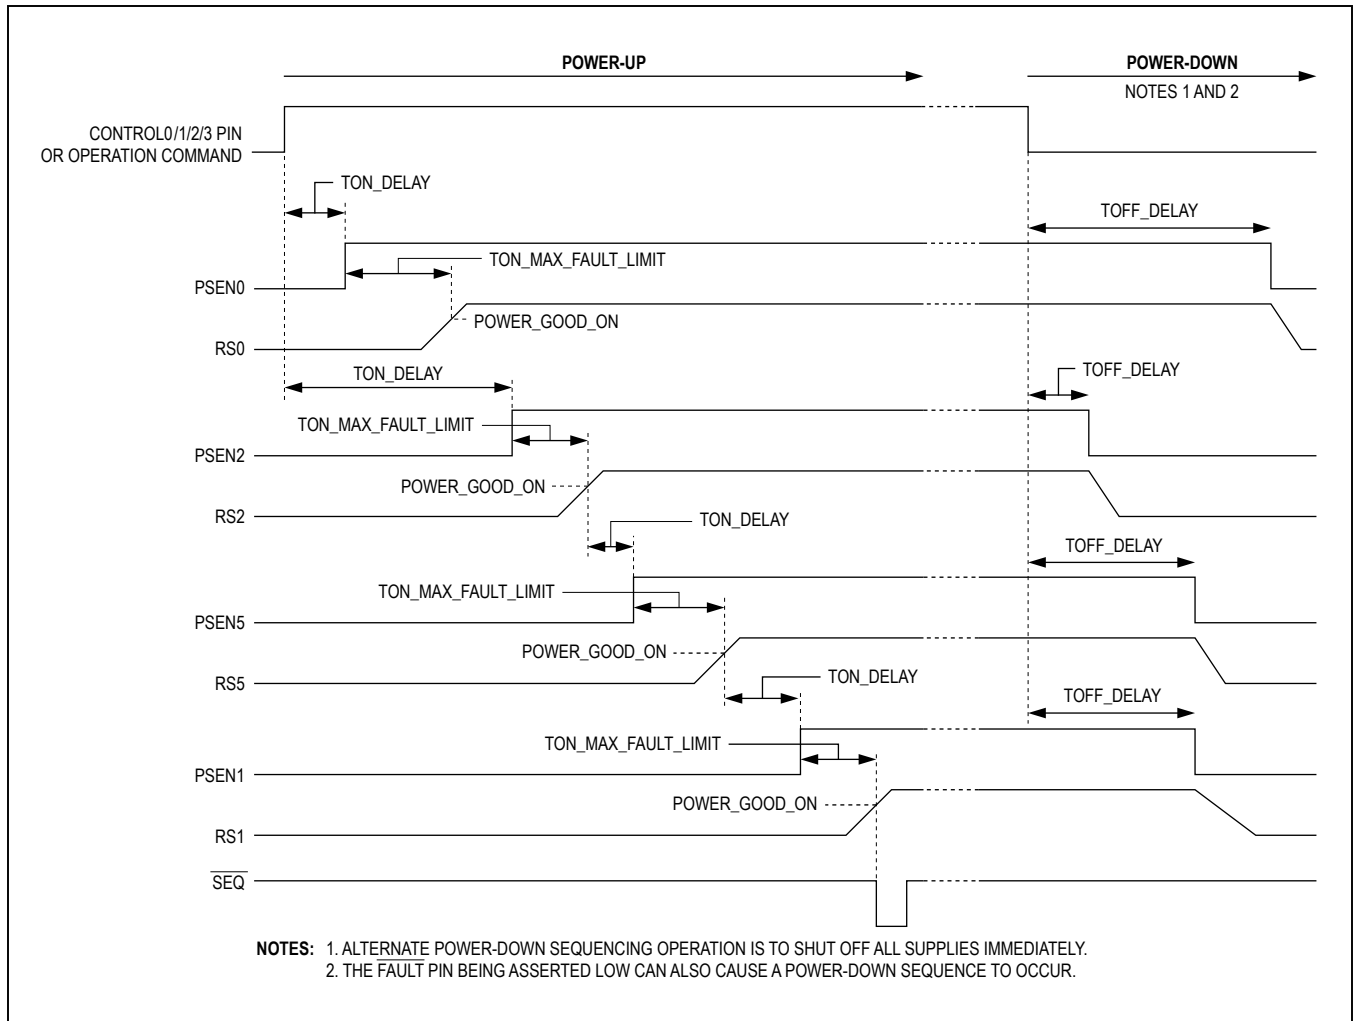 POWER-UP
POWER-DOWN
NOTES 1 AND 2
CONTROL0/1/2/3 PIN
OR OPERATION COMMAND
TON_DELAY
TOFF_DELAY
TON_MAX_FAULT_LIMIT
PSEN0
POWER_GOOD_ON
RS0
TON_DELAY
TOFF_DELAY
TON_MAX_FAULT_LIMIT
PSEN2
POWER_GOOD_ON
RS2
TON_DELAY
TOFF_DELAY
TON_MAX_FAULT_LIMIT
PSEN5
POWER_GOOD_ON
RS5
TON_DELAY
TOFF_DELAY
TON_MAX_FAULT_LIMIT
PSEN1
POWER_GOOD_ON
RS1
SEQ
NOTES: 1. ALTERNATE POWER-DOWN SEQUENCING OPERATION IS TO SHUT OFF ALL SUPPLIES IMMEDIATELY.
2. THE FAULT PIN BEING ASSERTED LOW CAN ALSO CAUSE A POWER-DOWN SEQUENCE TO OCCUR.